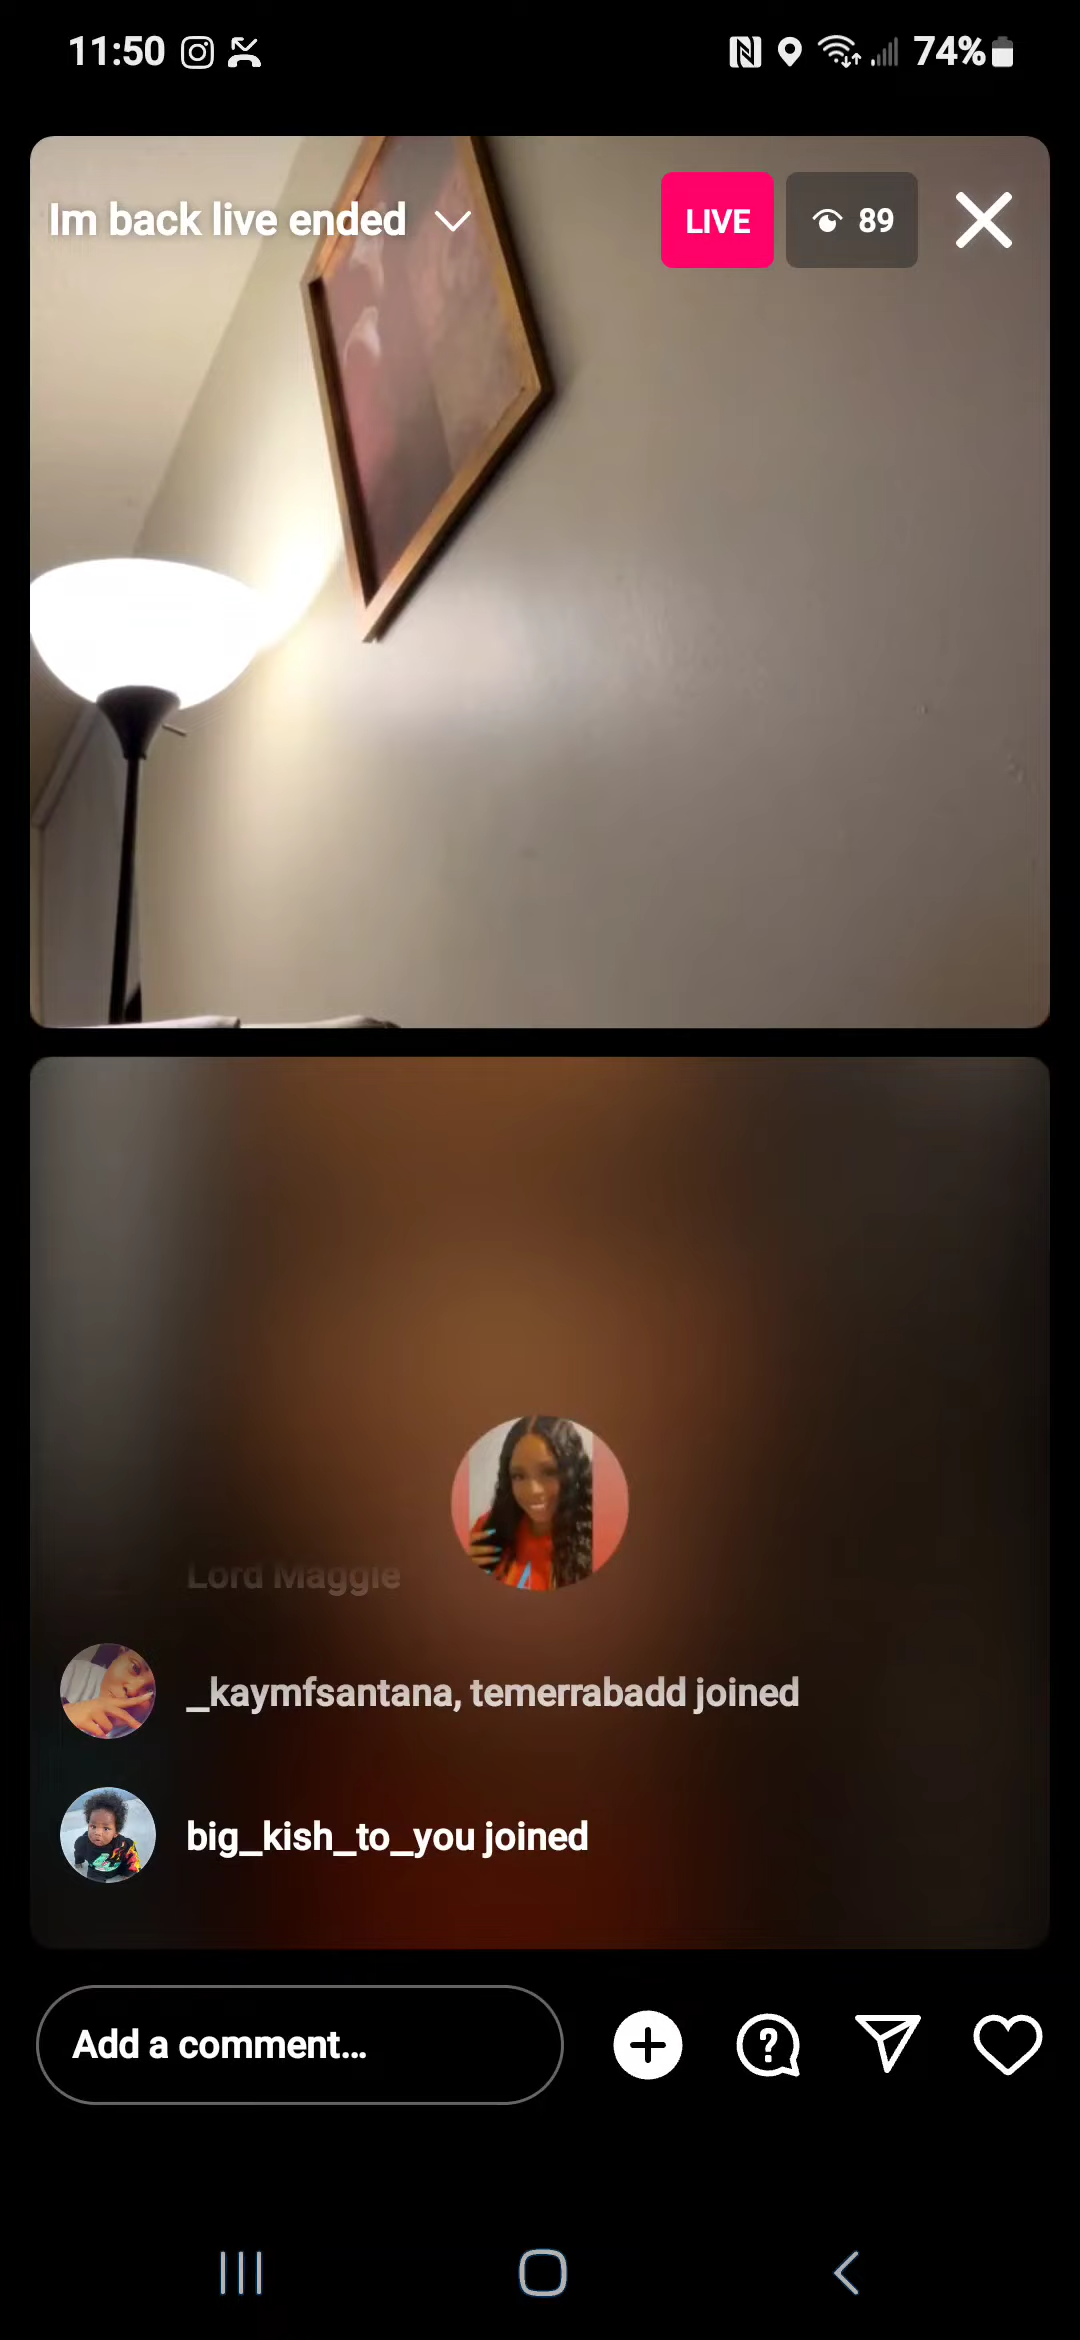 11:50 74%
Im back live ended LIVE 89
Lord Maggie
_kaymfsantana, temerrabadd joined
big_kish_to_you joined
Add a comment...